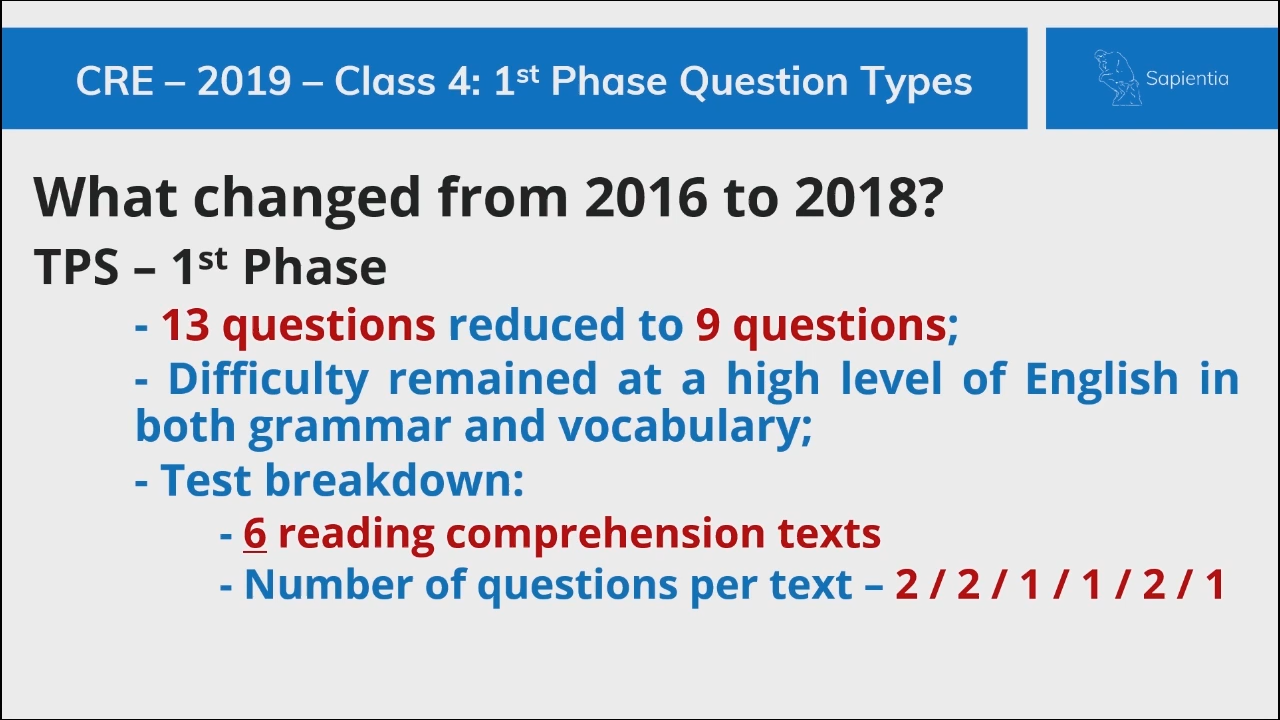 CRE – 2019 – Class 4: 1st Phase Question Types
Sapientia
What changed from 2016 to 2018?
TPS – 1st Phase
- 13 questions reduced to 9 questions;
- Difficulty remained at a high level of English in
both grammar and vocabulary;
- Test breakdown:
- 6 reading comprehension texts
- Number of questions per text – 2 / 2 / 1 / 1 / 2 / 1